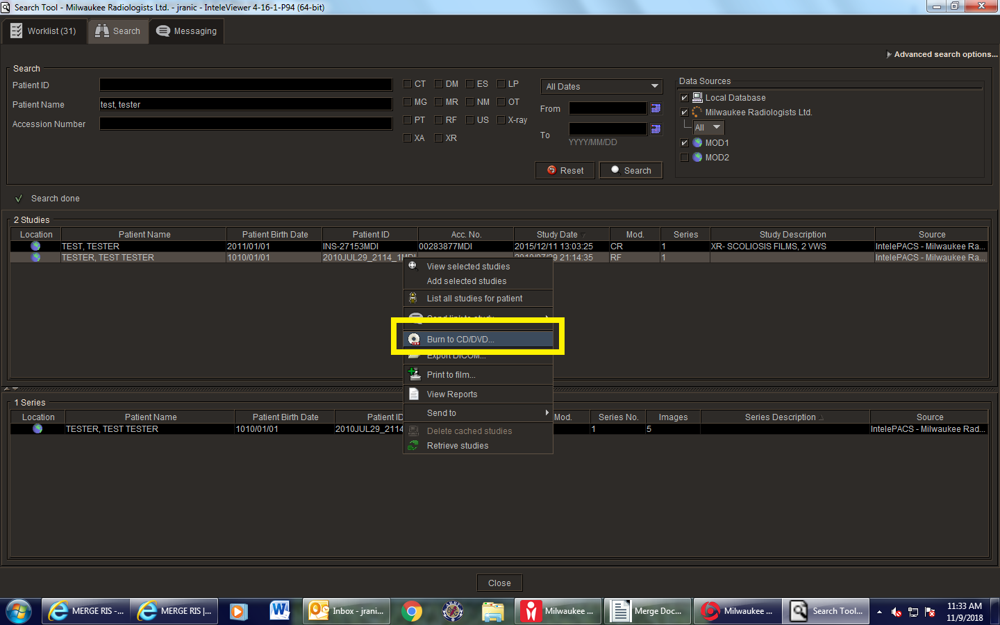 Search Tool - Milwaukee Radiologists Ltd. - jranic - InteleViewer 4-16-1-P94 (64-bit)
Worklist (31) Search Messaging
Advanced search options...
Search
Patient ID
Patient Name test, tester
Accession Number
CT DM ES LP
MG MR NM OT
PT RF US X-ray
XA XR
All Dates
From
To
YYYY/MM/DD
Reset Search
Data Sources
Local Database
Milwaukee Radiologists Ltd.
All
MOD1
MOD2
Search done
2 Studies
Location Patient Name Patient Birth Date Patient ID Acc. No. Study Date Mod. Series Study Description Source
TEST, TESTER 2011/01/01 INS-27153MDI 00283877MDI 2015/12/11 13:03:25 CR 1 XR- SCOLIOSIS FILMS, 2 VWS IntelePACS - Milwaukee Ra...
TESTER, TEST TESTER 1010/01/01 2010JUL29_2114_1MDI 2010/07/29 21:14:35 RF 1 IntelePACS - Milwaukee Ra...
View selected studies
Add selected studies
List all studies for patient
Send link to study
Burn to CD/DVD...
Export DICOM...
Print to film...
View Reports
Send to
Delete cached studies
Retrieve studies
1 Series
Location Patient Name Patient Birth Date Patient ID Mod. Series No. Images Series Description Source
TESTER, TEST TESTER 1010/01/01 2010JUL29_2114 1 5 IntelePACS - Milwaukee Rad...
Close
MERGE RIS -... MERGE RIS |... Inbox - jrani... Milwaukee ... Merge Doc... Milwaukee ... Search Tool...
11:33 AM
11/9/2018